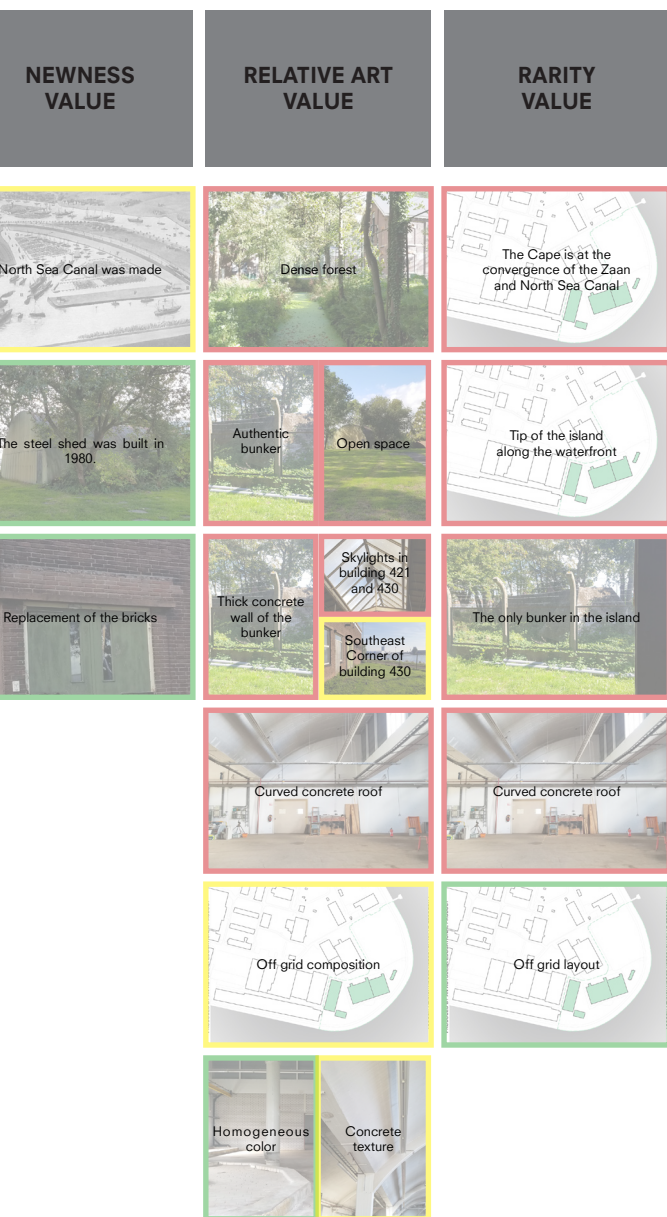 NEWNESS
VALUE
RELATIVE ART
VALUE
RARITY
VALUE
North Sea Canal was made
Dense forest
The Cape is at the
convergence of the Zaan
and North Sea Canal
The steel shed was built in
1980.
Authentic
bunker
Open space
Tip of the island
along the waterfront
Replacement of the bricks
Thick concrete
wall of the
bunker
Skylights in
building 421
and 430
Southeast
Corner of
building 430
The only bunker in the island
Curved concrete roof
Curved concrete roof
Off grid composition
Off grid layout
Homogeneous
color
Concrete
texture